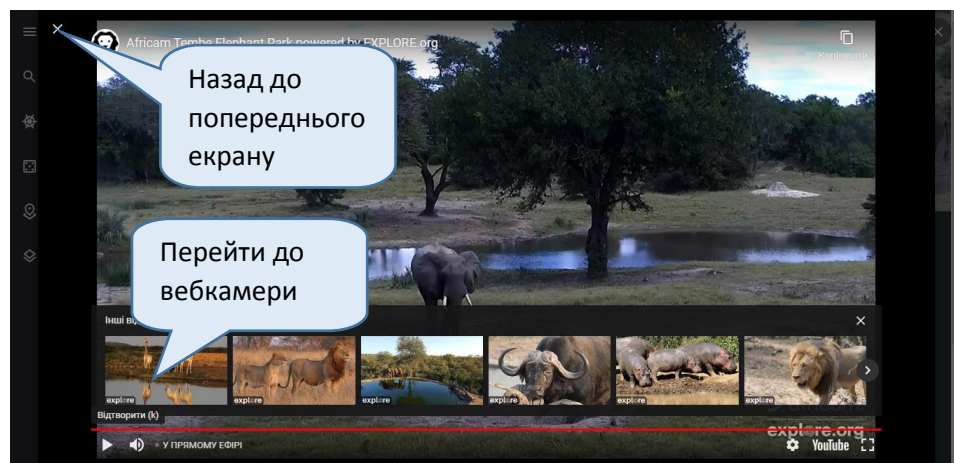 Africam Tembe Elephant Park powered by EXPLORE.org
Копіювати
Назад до
попереднього
екрану
Перейти до
вебкамери
Інші
explore
explore
explore
explore
explore
explore
Відтворити (k)
explore.org
У ПРЯМОМУ ЕФІРІ
YouTube